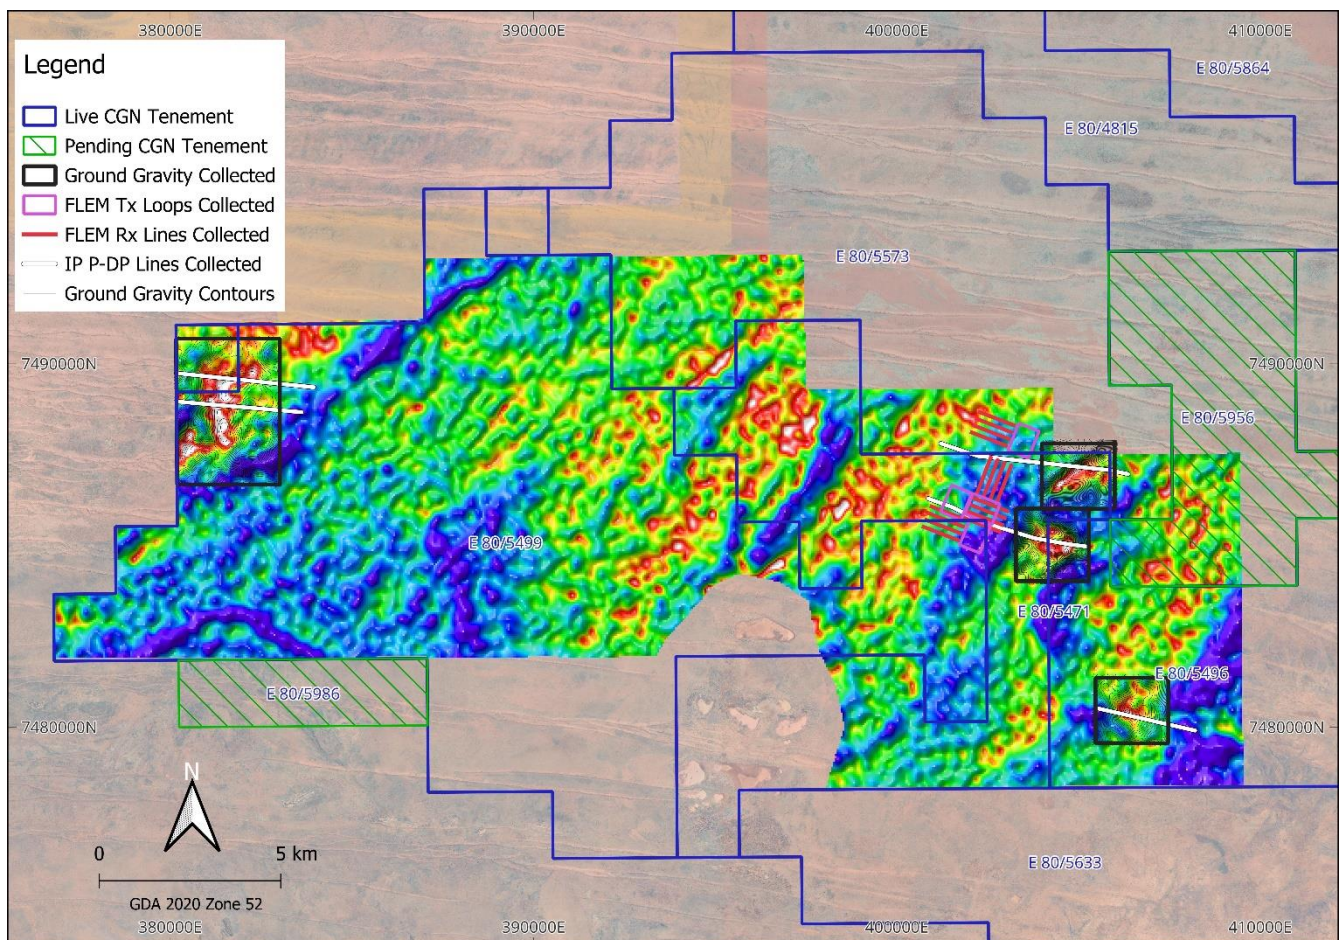 380000E 390000E 400000E 410000E
Legend
Live CGN Tenement
Pending CGN Tenement
Ground Gravity Collected
FLEM Tx Loops Collected
FLEM Rx Lines Collected
IP P-DP Lines Collected
Ground Gravity Contours
E 80/5864
E 80/4815
E 80/5573
7490000N 7490000N
E 80/5956
E 80/5499
E 80/5471
E 80/5496
E 80/5986
7480000N 7480000N
N
0 5 km
E 80/5633
GDA 2020 Zone 52
380000E 390000E 400000E 410000E